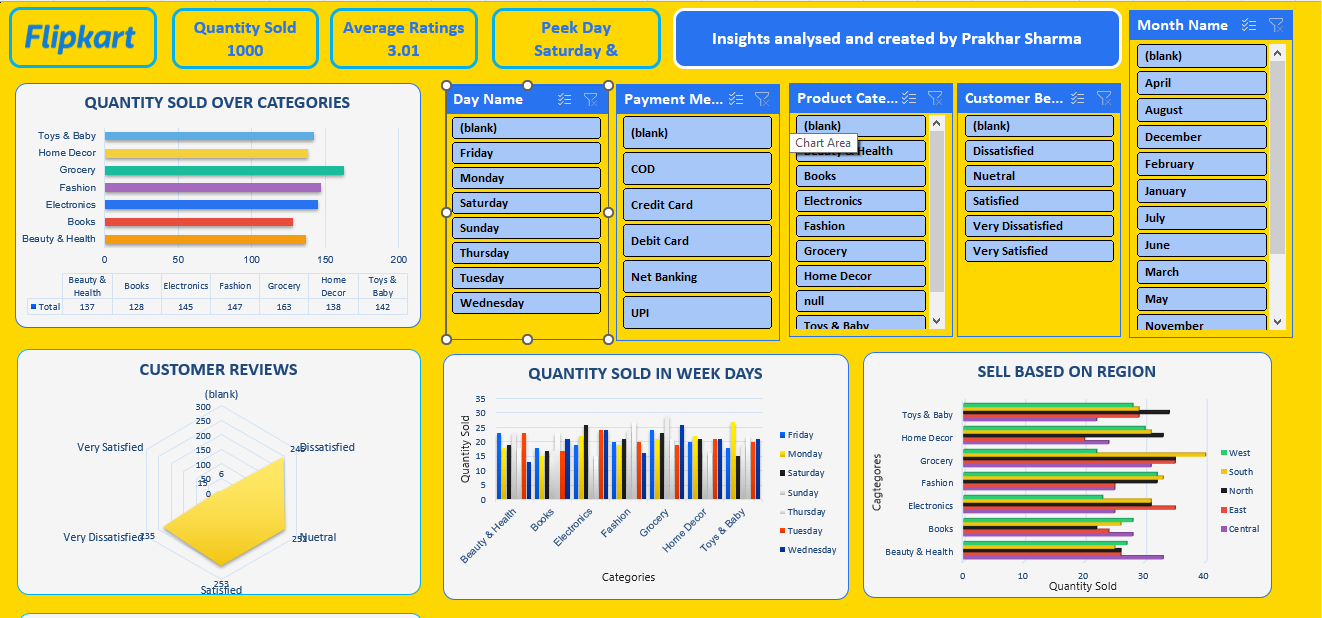 Flipkart
Quantity Sold
1000
Average Ratings
3.01
Peek Day
Saturday &
Insights analysed and created by Prakhar Sharma
Month Name
(blank)
April
August
December
February
January
July
June
March
May
November
QUANTITY SOLD OVER CATEGORIES
Toys & Baby
Home Decor
Grocery
Fashion
Electronics
Books
Beauty & Health
0 50 100 150 200
Beauty & Health Books Electronics Fashion Grocery Home Decor Toys & Baby
Total 137 128 145 147 163 138 142
Day Name
(blank)
Friday
Monday
Saturday
Sunday
Thursday
Tuesday
Wednesday
Payment Me...
(blank)
COD
Credit Card
Debit Card
Net Banking
UPI
Product Cate...
(blank)
Chart Area
Beauty & Health
Books
Electronics
Fashion
Grocery
Home Decor
null
Toys & Baby
Customer Be...
(blank)
Dissatisfied
Nuetral
Satisfied
Very Dissatisfied
Very Satisfied
CUSTOMER REVIEWS
(blank)
300
250
200
150
100
50
0
6
15
Very Satisfied
Dissatisfied
Very Dissatisfied
235
Nuetral
253
Satisfied
QUANTITY SOLD IN WEEK DAYS
Quantity Sold
35
30
25
20
15
10
5
0
Beauty & Health
Books
Electronics
Fashion
Grocery
Home Decor
Toys & Baby
Categories
Friday
Monday
Saturday
Sunday
Thursday
Tuesday
Wednesday
SELL BASED ON REGION
Cagtegores
Toys & Baby
Home Decor
Grocery
Fashion
Electronics
Books
Beauty & Health
0 10 20 30 40
Quantity Sold
West
South
North
East
Central